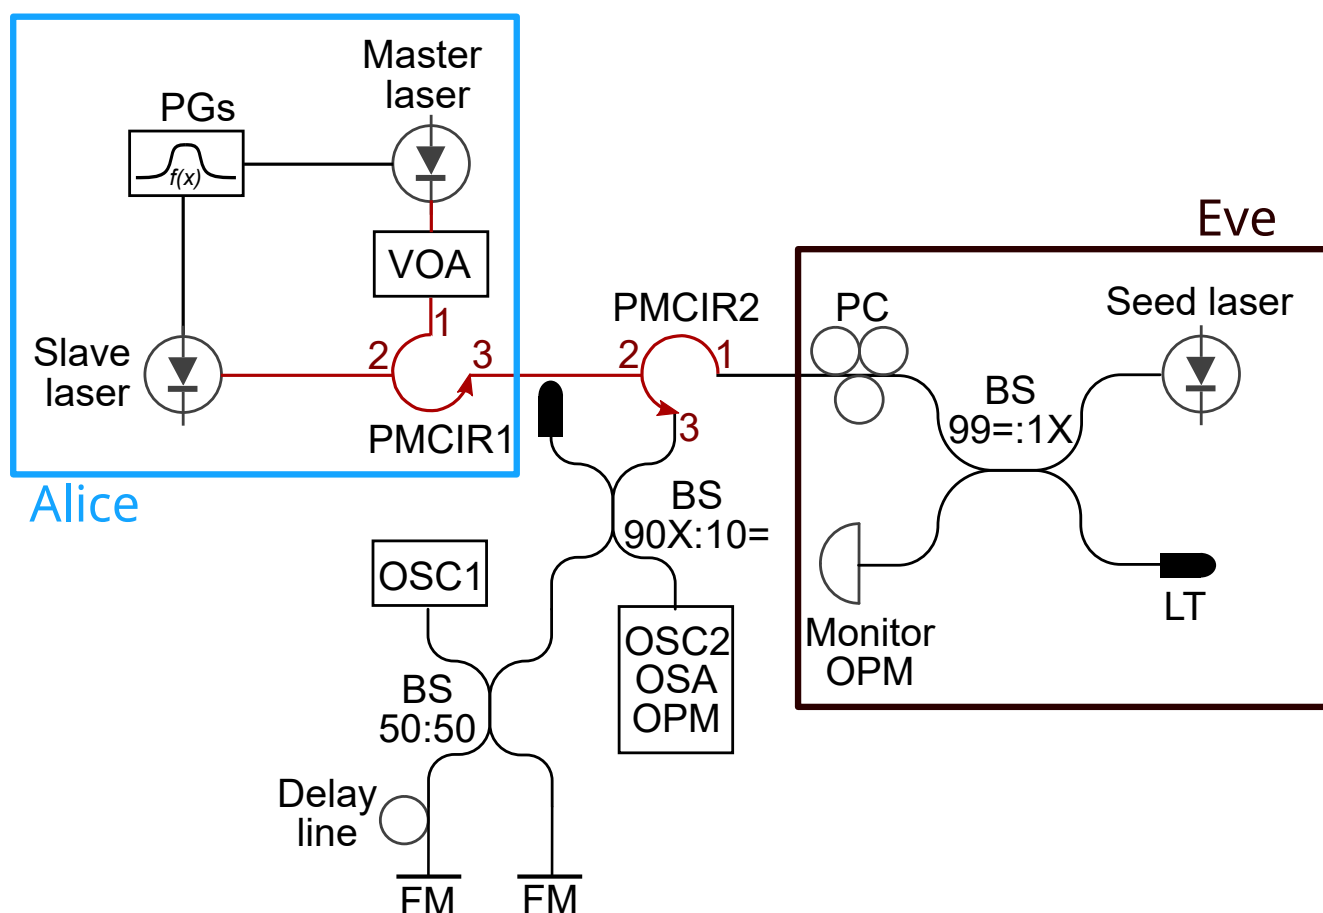 Master
laser
PGs
f(x)
VOA
1
2
3
Slave
laser
PMCIR1
Alice
PMCIR2
2
1
3
Eve
PC
Seed laser
BS
99=:1X
BS
90X:10=
Monitor
OPM
LT
OSC1
OSC2
OSA
OPM
BS
50:50
Delay
line
FM
FM